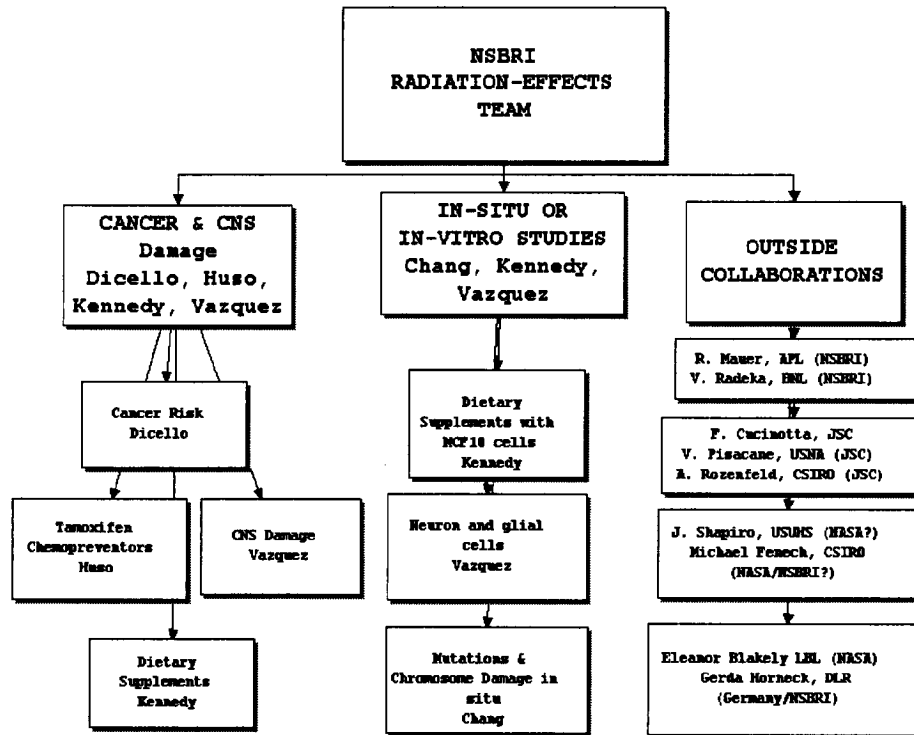 NSBRI
RADIATION-EFFECTS
TEAM
CANCER & CNS
Damage
Dicello, Huso,
Kennedy, Vazquez
IN-SITU OR
IN-VITRO STUDIES
Chang, Kennedy,
Vazquez
OUTSIDE
COLLABORATIONS
Cancer Risk
Dicello
Tamoxifen
Chemopreventors
Huso
CNS Damage
Vazquez
Dietary
Supplements
Kennedy
Dietary
Supplements with
MCF10 cells
Kennedy
Neuron and glial
cells
Vazquez
Mutations &
Chromosome Damage in
situ
Chang
R. Mauer, APL (NSBRI)
V. Radeka, BNL (NSBRI)
F. Cucinotta, JSC
V. Pisacane, USNA (JSC)
A. Rozenfeld, CSIRO (JSC)
J. Shapiro, USUHS (NASA?)
Michael Feneck, CSIRO
(NASA/NSBRI?)
Eleanor Blakely LBL (NASA)
Gerda Horneck, DLR
(Germany/NSBRI)